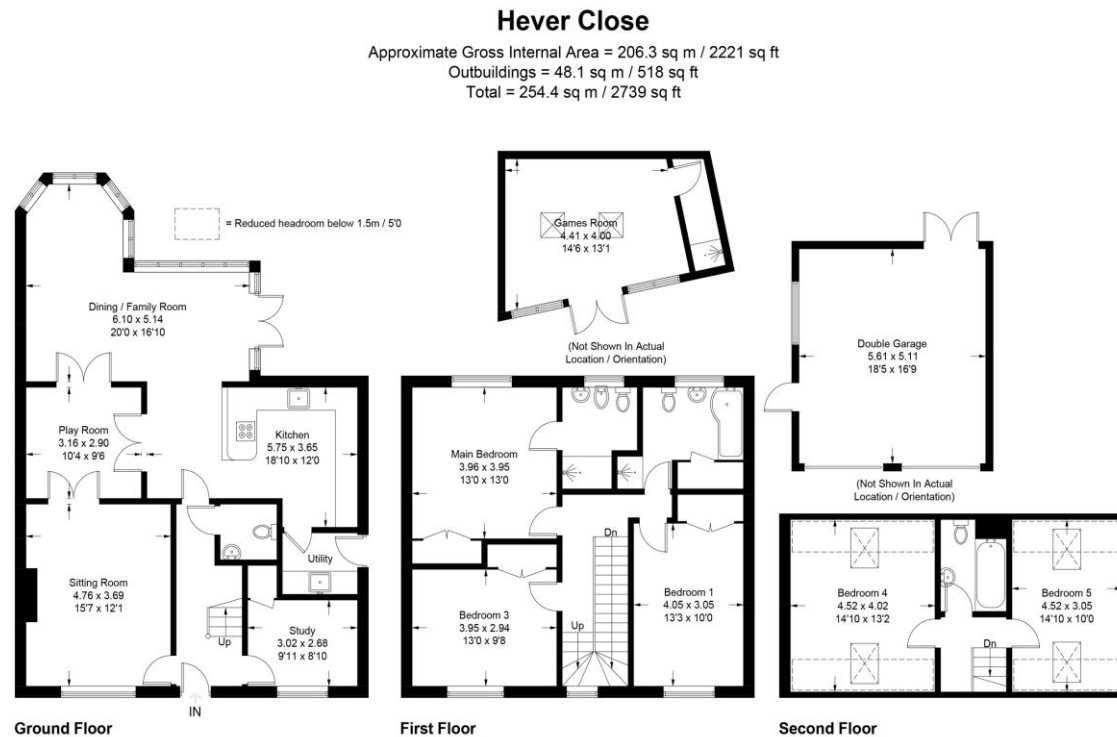 Hever Close
Approximate Gross Internal Area = 206.3 sq m / 2221 sq ft
Outbuildings = 48.1 sq m / 518 sq ft
Total = 254.4 sq m / 2739 sq ft
= Reduced headroom below 1.5m / 5'0
Dining / Family Room
6.10 x 5.14
20'0 x 16'10
Play Room
3.16 x 2.90
10'4 x 9'6
Kitchen
5.75 x 3.65
18'10 x 12'0
Utility
Sitting Room
4.76 x 3.69
15'7 x 12'1
Up
Study
3.02 x 2.68
9'11 x 8'10
IN
Ground Floor
Games Room
4.41 x 4.00
14'6 x 13'1
(Not Shown In Actual
Location / Orientation)
Main Bedroom
3.96 x 3.95
13'0 x 13'0
Dn
Bedroom 3
3.95 x 2.94
13'0 x 9'8
Up
Bedroom 1
4.05 x 3.05
13'3 x 10'0
First Floor
Double Garage
5.61 x 5.11
18'5 x 16'9
(Not Shown In Actual
Location / Orientation)
Bedroom 4
4.52 x 4.02
14'10 x 13'2
Dn
Bedroom 5
4.52 x 3.05
14'10 x 10'0
Second Floor